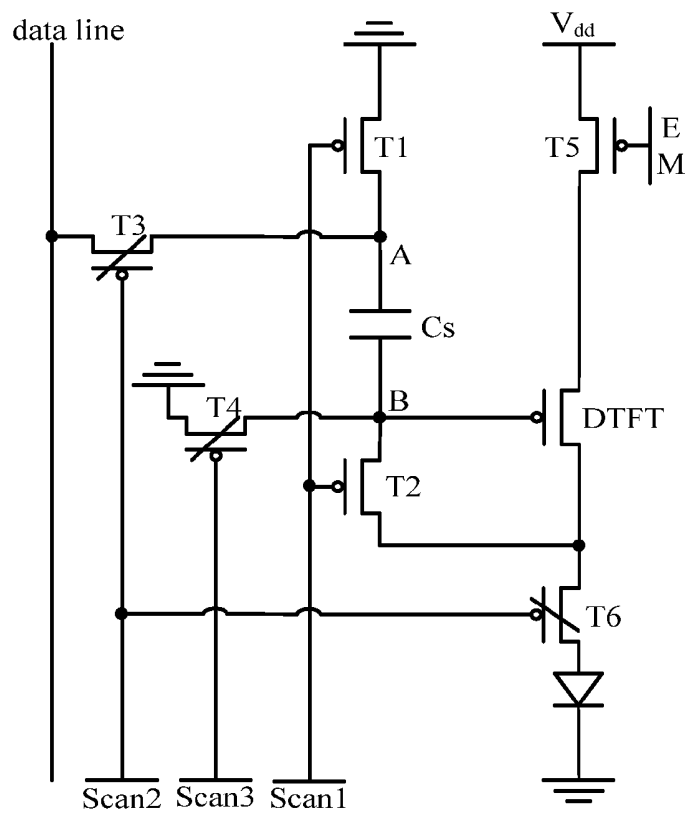 data line
Vdd
T1
T5
E
M
T3
A
Cs
T4
B
DTFT
T2
T6
Scan2
Scan3
Scan1